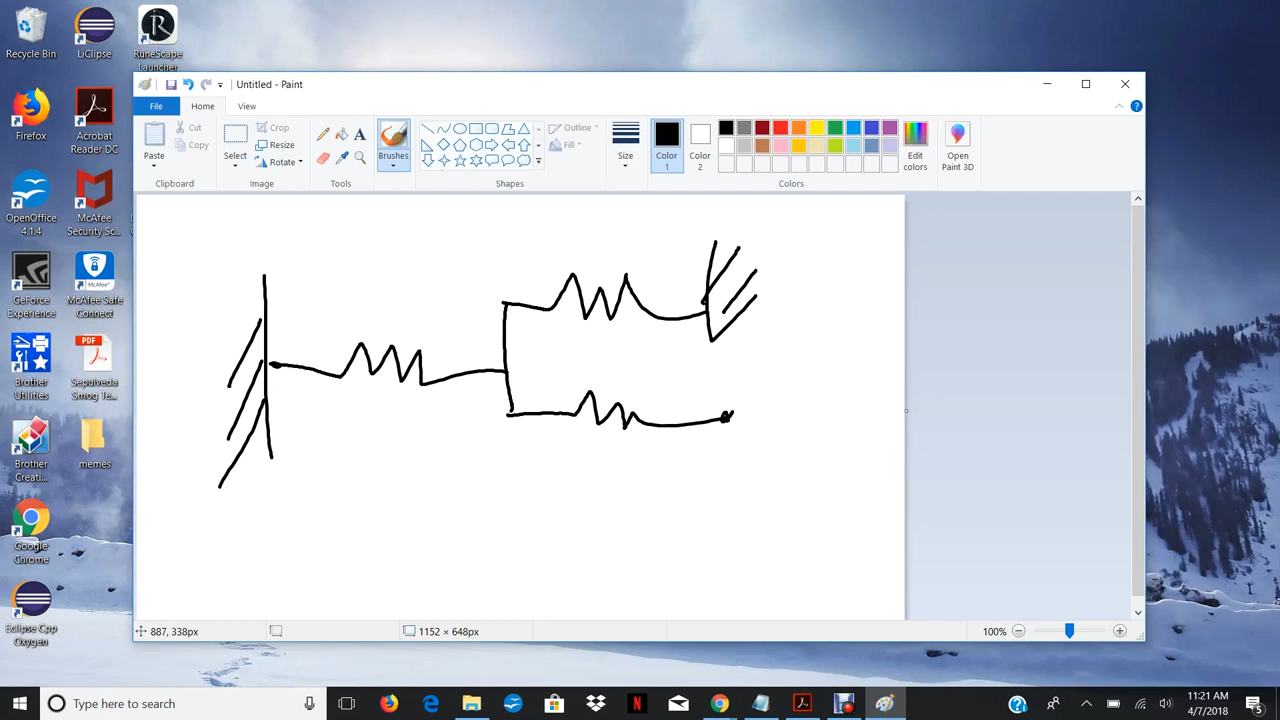 Recycle Bin
LiClipse
RuneScape Launcher
Untitled - Paint
File
Home
View
Firefox
Acrobat Reader DC
Paste
Cut
Copy
Select
Crop
Resize
Rotate
Brushes
Outline
Fill
Size
Color 1
Color 2
Edit colors
Open Paint 3D
Clipboard
Image
Tools
Shapes
Colors
OpenOffice 4.1.4
McAfee Security Sc...
GeForce Experience
McAfee Safe Connect
Brother Utilities
PDF
Sepulveda Smog Te...
Brother Creati...
memes
Google Chrome
Eclipse Cpp Oxygen
887, 338px
1152 × 648px
100%
Type here to search
11:21 AM
4/7/2018
5